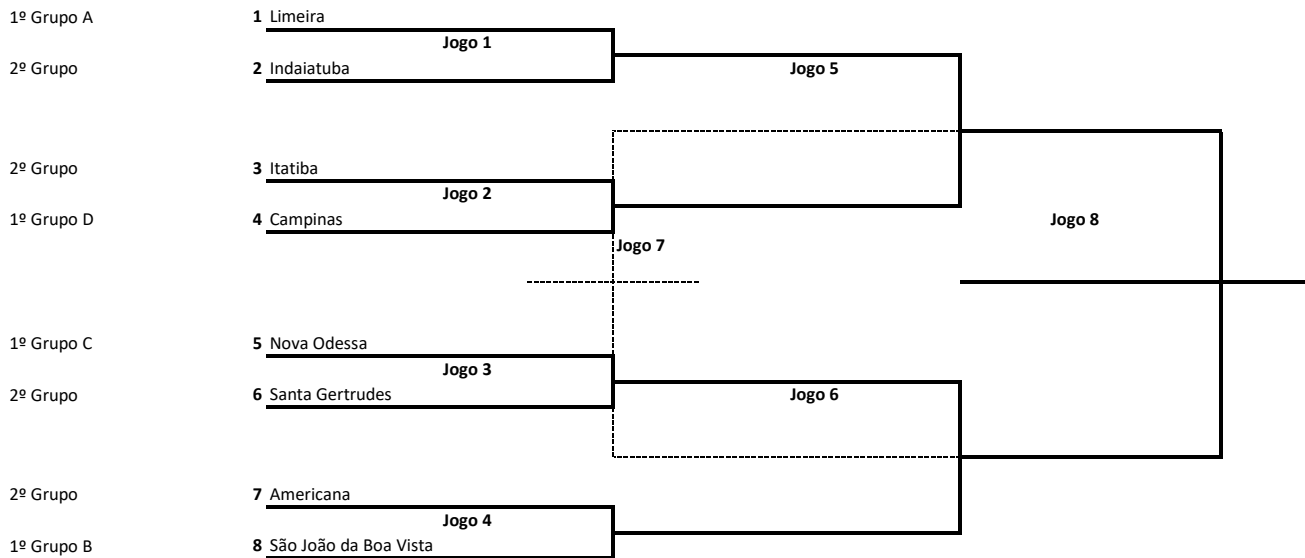 1º Grupo A 1 Limeira
Jogo 1
2º Grupo 2 Indaiatuba Jogo 5
2º Grupo 3 Itatiba
Jogo 2
1º Grupo D 4 Campinas Jogo 8
Jogo 7
1º Grupo C 5 Nova Odessa
Jogo 3
2º Grupo 6 Santa Gertrudes Jogo 6
2º Grupo 7 Americana
Jogo 4
1º Grupo B 8 São João da Boa Vista